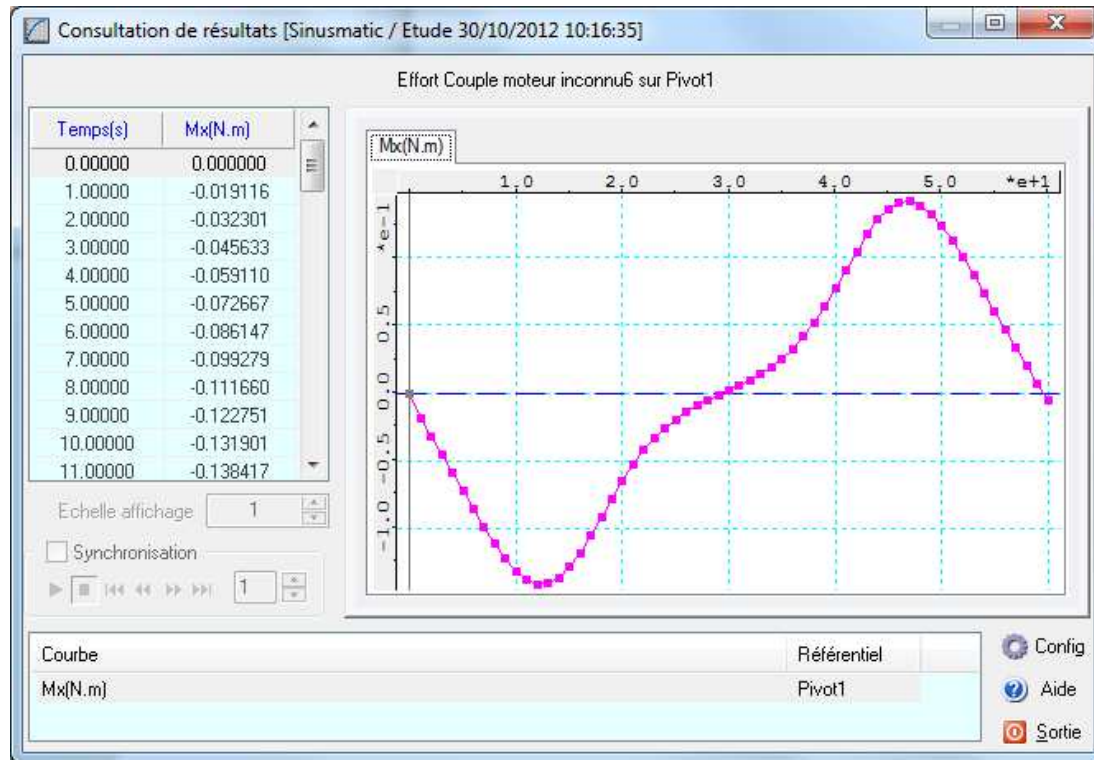 Consultation de résultats [Sinusmatic / Etude 30/10/2012 10:16:35]
Effort Couple moteur inconnu6 sur Pivot1
Temps(s) Mx(N.m)
0.00000 0.000000
1.00000 -0.019116
2.00000 -0.032301
3.00000 -0.045633
4.00000 -0.059110
5.00000 -0.072667
6.00000 -0.086147
7.00000 -0.099279
8.00000 -0.111660
9.00000 -0.122751
10.00000 -0.131901
11.00000 -0.138417
Mx(N.m)
1,0 2,0 3,0 4,0 5,0 *e+1
*e-1
0.5
0.0
-0.5
-1.0
Echelle affichage 1
Synchronisation
1
Courbe Référentiel
Mx(N.m) Pivot1
Config
Aide
Sortie